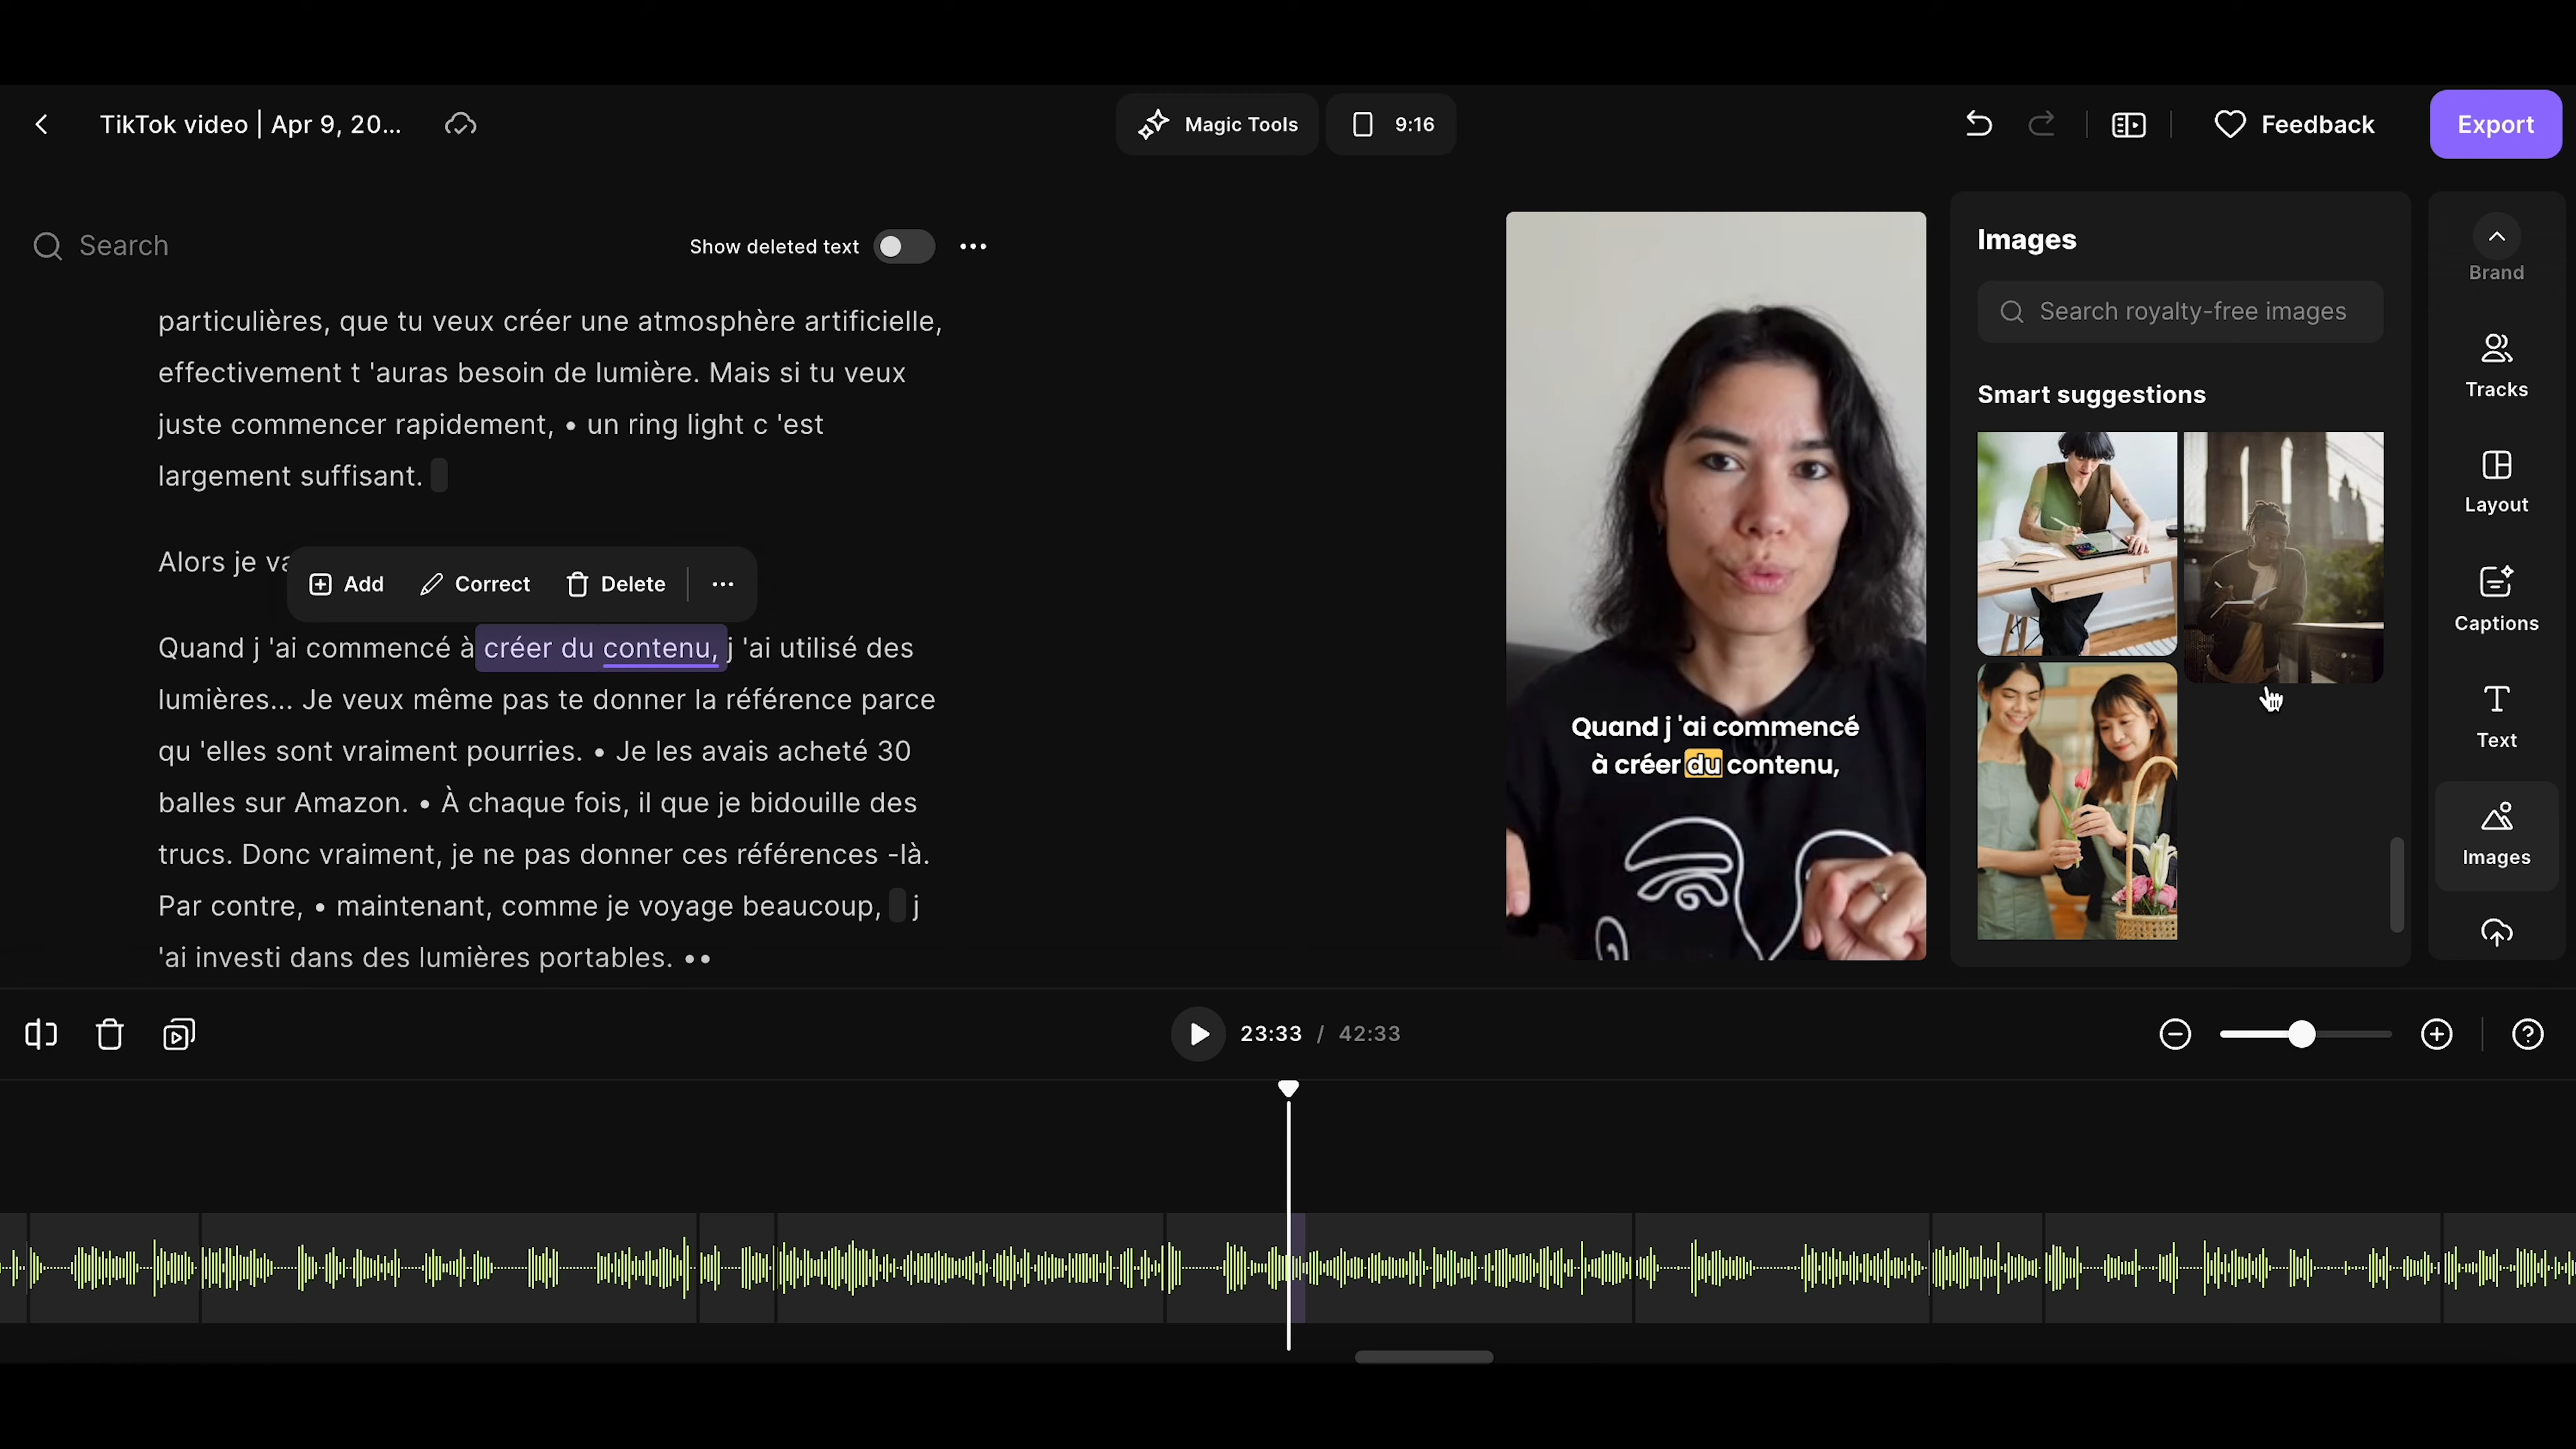 TikTok video | Apr 9, 20...
Magic Tools
9:16
Feedback
Export
Search
Show deleted text
particulières, que tu veux créer une atmosphère artificielle,
effectivement t 'auras besoin de lumière. Mais si tu veux
juste commencer rapidement, • un ring light c 'est
largement suffisant.
Alors je va
Add
Correct
Delete
Quand j 'ai commencé à créer du contenu, j 'ai utilisé des
lumières... Je veux même pas te donner la référence parce
qu 'elles sont vraiment pourries. • Je les avais acheté 30
balles sur Amazon. • À chaque fois, il que je bidouille des
trucs. Donc vraiment, je ne pas donner ces références -là.
Par contre, • maintenant, comme je voyage beaucoup, j
'ai investi dans des lumières portables. ••
Quand j 'ai commencé
à créer du contenu,
Images
Search royalty-free images
Smart suggestions
Brand
Tracks
Layout
Captions
Text
Images
23:33 / 42:33